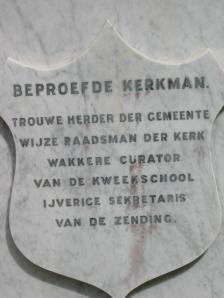 BEPROEFDE KERKMAN.
TROUWE HERDER DER GEMEENTE
WIJZE RAADSMAN DER KERK
WAKKERE CURATOR
VAN DE KWEEKSCHOOL
IJVERIGE SEKRETARIS
VAN DE ZENDING.